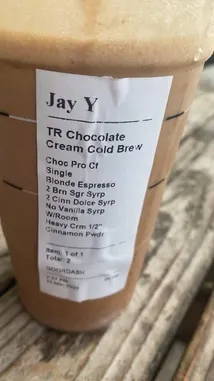 Jay Y
TR Chocolate
Cream Cold Brew
Choc Pro Cf
Single
Blonde Espresso
2 Brn Sgr Syrp
2 Cinn Dolce Syrp
No Vanilla Syrp
W/Room
Heavy Crm 1/2"
Cinnamon Pwdr
Item: 1 of 1
Total: 2
DOORDASH